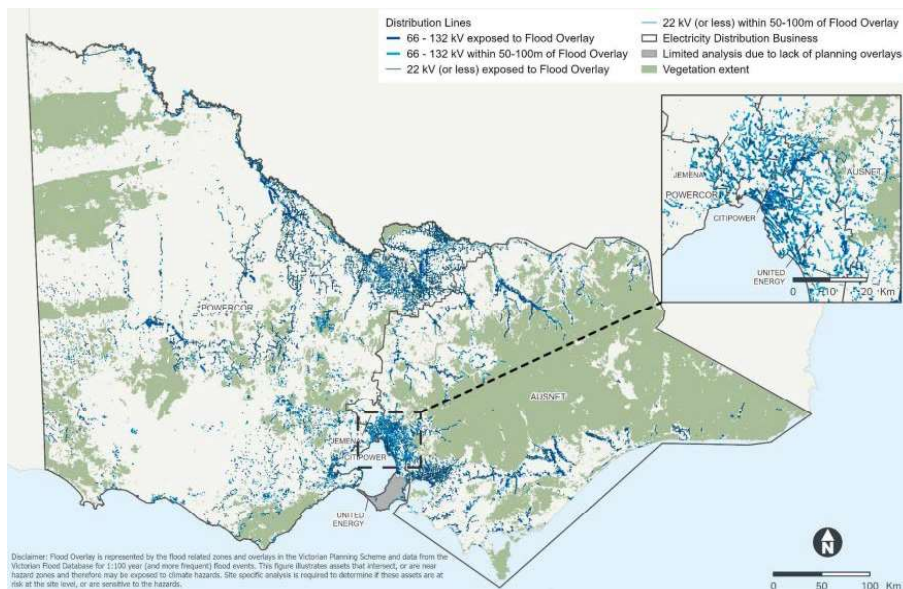 Distribution Lines
66 - 132 kV exposed to Flood Overlay
66 - 132 kV within 50-100m of Flood Overlay
22 kV (or less) exposed to Flood Overlay
22 kV (or less) within 50-100m of Flood Overlay
Electricity Distribution Business
Limited analysis due to lack of planning overlays
Vegetation extent
JEMENA
POWERCOR
CITIPOWER
AUSNET
UNITED
ENERGY
0 10 20 Km
POWERCOR
AUSNET
JEMENA
CITIPOWER
UNITED
ENERGY
N
0 50 100 Km
Disclaimer: Flood Overlay is represented by the flood related zones and overlays in the Victorian Planning Scheme and data from the
Victorian Flood Database for 1:100 year (and more frequent) flood events. This figure illustrates assets that intersect, or are near
hazard zones and therefore may be exposed to climate hazards. Site specific analysis is required to determine if these assets are at
risk at the site level, or are sensitive to the hazards.